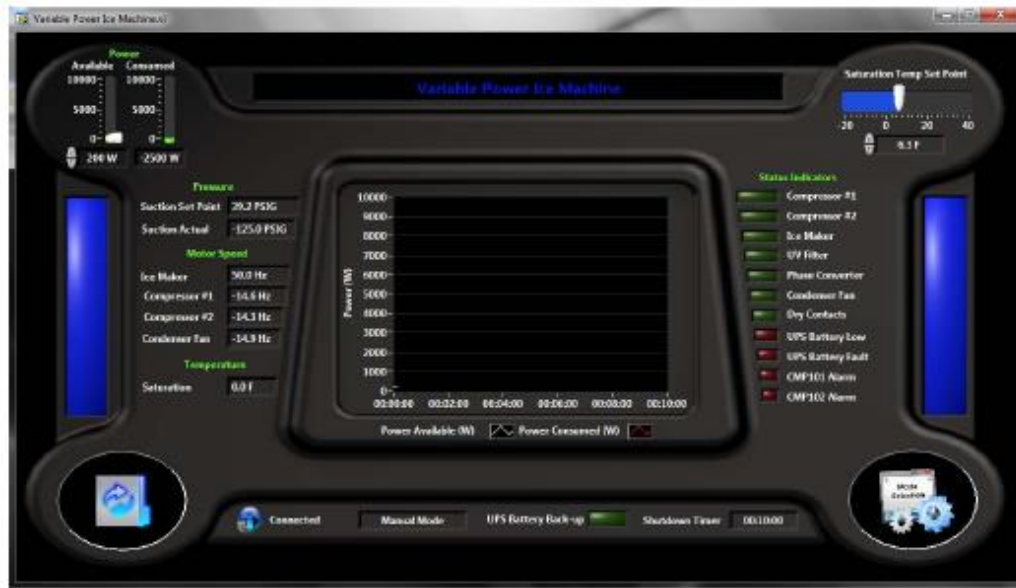 Variable Power Ice Machine.vi
Power
Available Consumed
10000 10000
5000 5000
0 0
200 W -2500 W
Variable Power Ice Machine
Saturation Temp Set Point
-20 0 20 40
6.3 F
Pressure
Suction Set Point 39.2 PSIG
Suction Actual -125.0 PSIG
Motor Speed
Ice Maker 50.0 Hz
Compressor #1 -14.6 Hz
Compressor #2 -14.3 Hz
Condenser Fan -14.9 Hz
Temperature
Saturation 0.0 F
Power (W)
10000
9000
8000
7000
6000
5000
4000
3000
2000
1000
0
00:00:00 00:02:00 00:04:00 00:06:00 00:08:00 00:10:00
Power Available (W) Power Consumed (W)
Status Indicators
Compressor #1
Compressor #2
Ice Maker
UV Filter
Phase Converter
Condenser Fan
Dry Contacts
UPS Battery Low
UPS Battery Fault
CMP101 Alarm
CMP102 Alarm
Mode
Selection
Connected Manual Mode UPS Battery Back-up Shutdown Timer 00:10:00